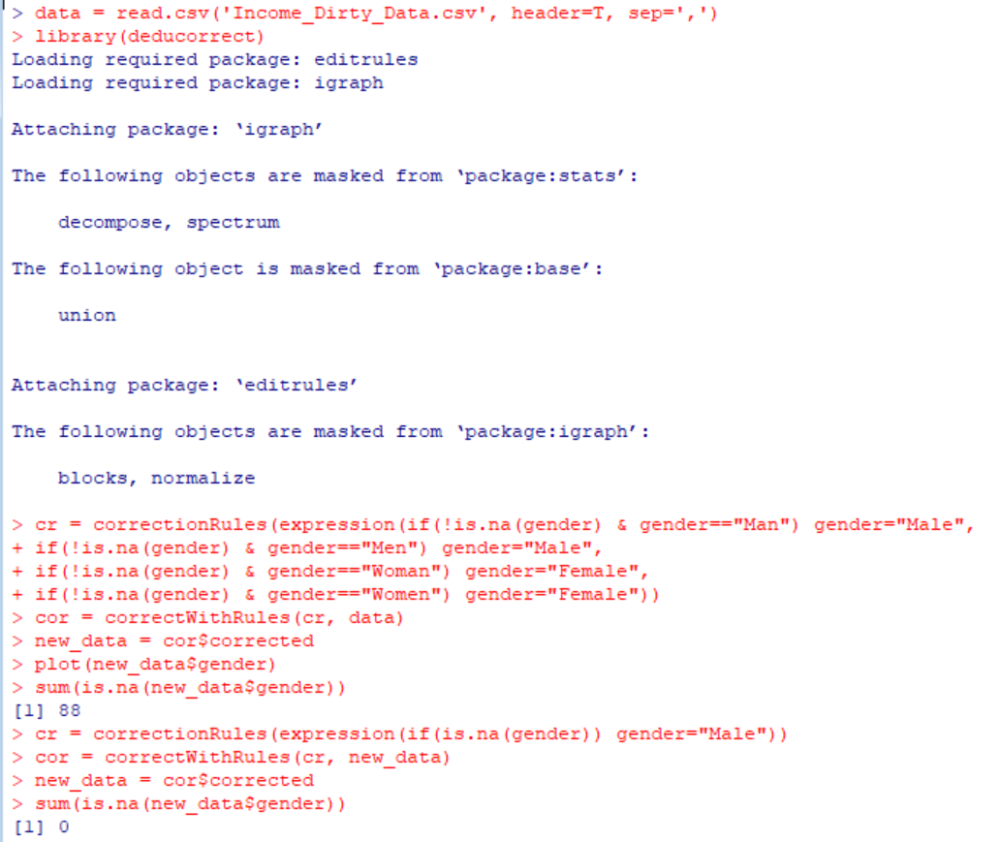 > data = read.csv('Income_Dirty_Data.csv', header=T, sep=',')
> library(deducorrect)
Loading required package: editrules
Loading required package: igraph
Attaching package: ‘igraph’
The following objects are masked from ‘package:stats’:
decompose, spectrum
The following object is masked from ‘package:base’:
union
Attaching package: ‘editrules’
The following objects are masked from ‘package:igraph’:
blocks, normalize
> cr = correctionRules(expression(if(!is.na(gender) & gender=="Man") gender="Male",
+ if(!is.na(gender) & gender=="Men") gender="Male",
+ if(!is.na(gender) & gender=="Woman") gender="Female",
+ if(!is.na(gender) & gender=="Women") gender="Female"))
> cor = correctWithRules(cr, data)
> new_data = cor$corrected
> plot(new_data$gender)
> sum(is.na(new_data$gender))
[1] 88
> cr = correctionRules(expression(if(is.na(gender)) gender="Male"))
> cor = correctWithRules(cr, new_data)
> new_data = cor$corrected
> sum(is.na(new_data$gender))
[1] 0